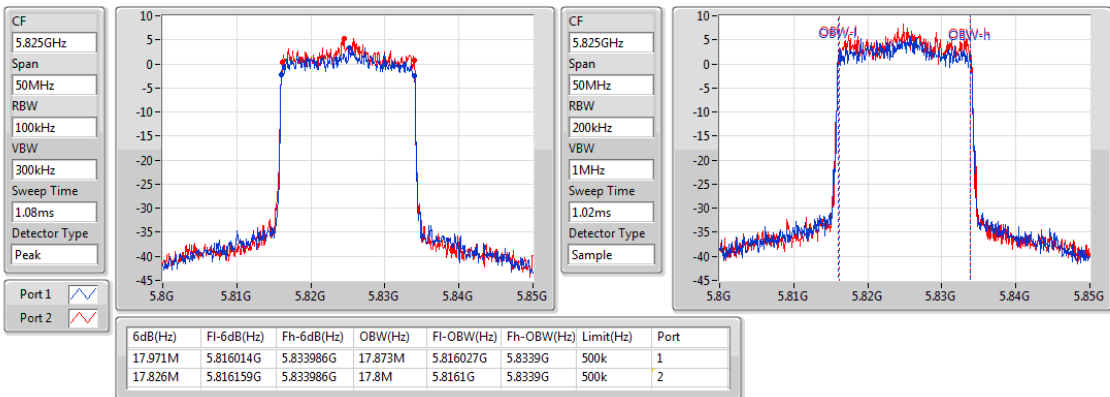 CF
5.825GHz
Span
50MHz
RBW
100kHz
VBW
300kHz
Sweep Time
1.08ms
Detector Type
Peak
Port 1
Port 2
10
5
0
-5
-10
-15
-20
-25
-30
-35
-40
-45
5.8G 5.81G 5.82G 5.83G 5.84G 5.85G
CF
5.825GHz
Span
50MHz
RBW
200kHz
VBW
1MHz
Sweep Time
1.02ms
Detector Type
Sample
10
5
0
-5
-10
-15
-20
-25
-30
-35
-40
-45
OBW-l OBW-h
5.8G 5.81G 5.82G 5.83G 5.84G 5.85G
6dB(Hz) Fl-6dB(Hz) Fh-6dB(Hz) OBW(Hz) Fl-OBW(Hz) Fh-OBW(Hz) Limit(Hz) Port
17.971M 5.816014G 5.833986G 17.873M 5.816027G 5.8339G 500k 1
17.826M 5.816159G 5.833986G 17.8M 5.8161G 5.8339G 500k 2